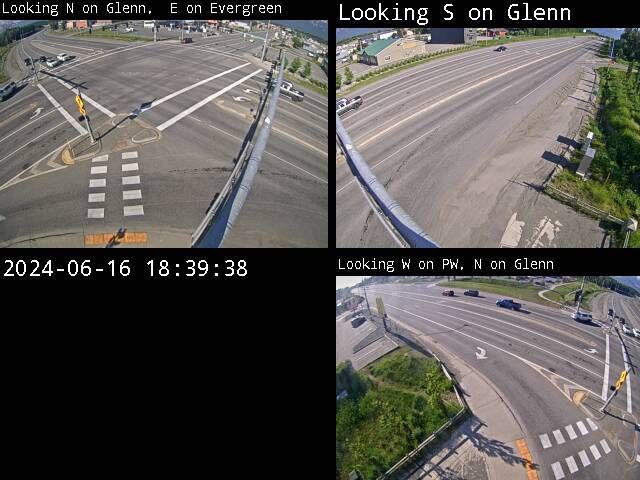 Looking N on Glenn, E on Evergreen
Looking S on Glenn
2024-06-16 18:39:38
Looking W on PW, N on Glenn